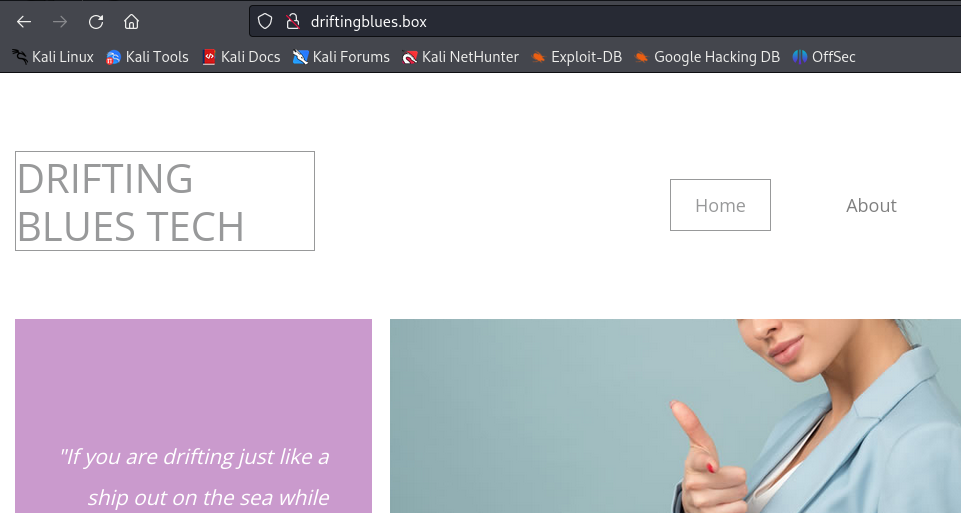 driftingblues.box
Kali Linux Kali Tools Kali Docs Kali Forums Kali NetHunter Exploit-DB Google Hacking DB OffSec
DRIFTING
BLUES TECH
Home About
"If you are drifting just like a
ship out on the sea while